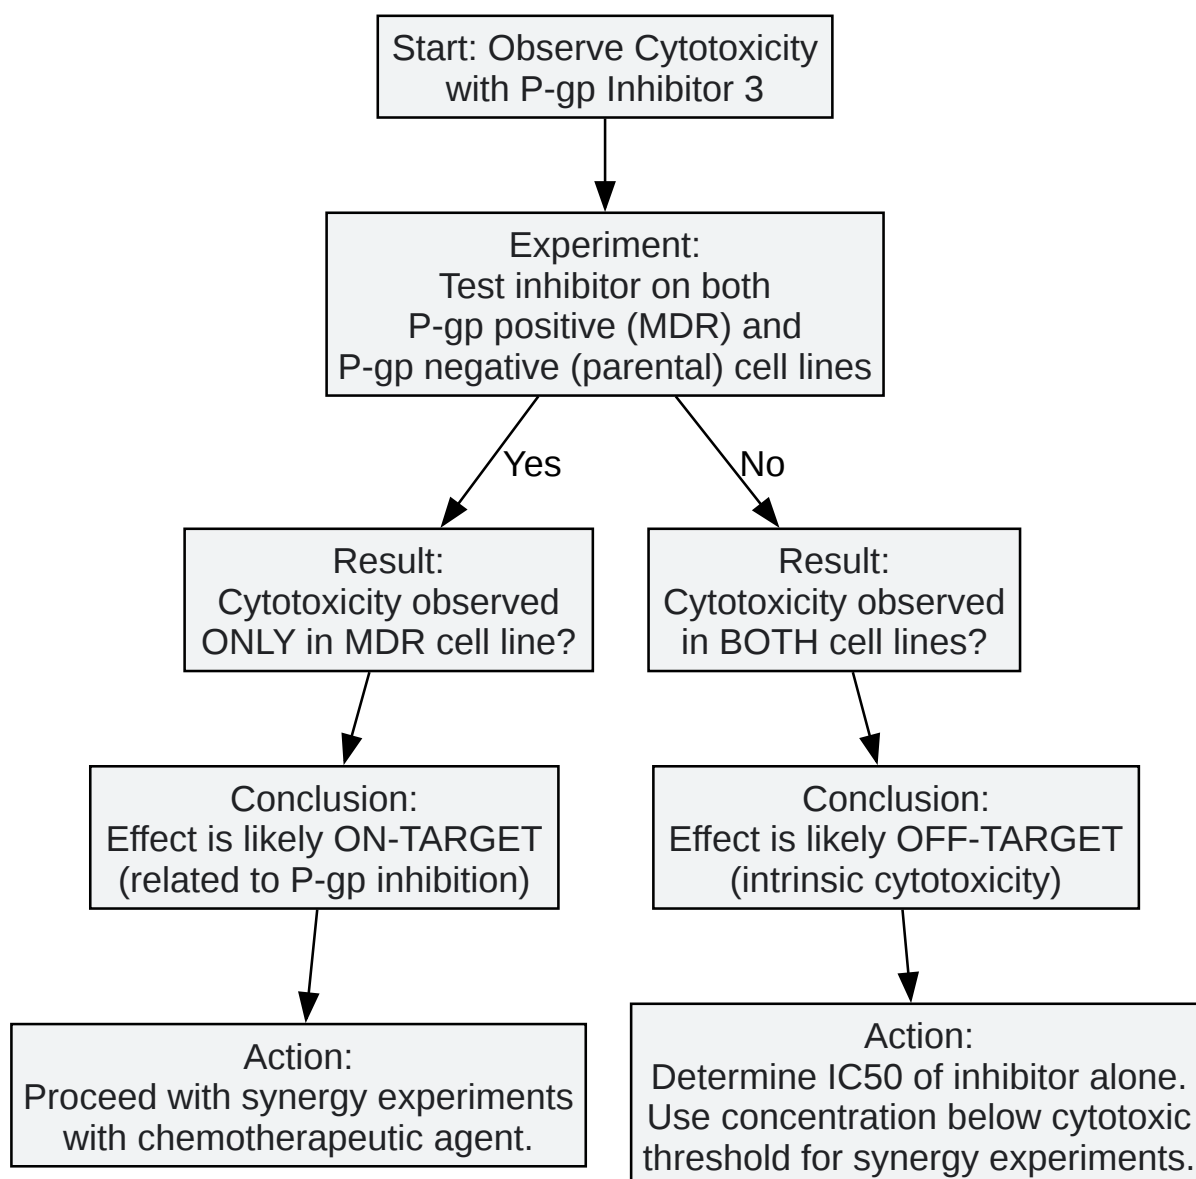 Start: Observe Cytotoxicity
with P-gp Inhibitor 3
Experiment:
Test inhibitor on both
P-gp positive (MDR) and
P-gp negative (parental) cell lines
Yes
No
Result:
Cytotoxicity observed
ONLY in MDR cell line?
Result:
Cytotoxicity observed
in BOTH cell lines?
Conclusion:
Effect is likely ON-TARGET
(related to P-gp inhibition)
Conclusion:
Effect is likely OFF-TARGET
(intrinsic cytotoxicity)
Action:
Proceed with synergy experiments
with chemotherapeutic agent.
Action:
Determine IC50 of inhibitor alone.
Use concentration below cytotoxic
threshold for synergy experiments.